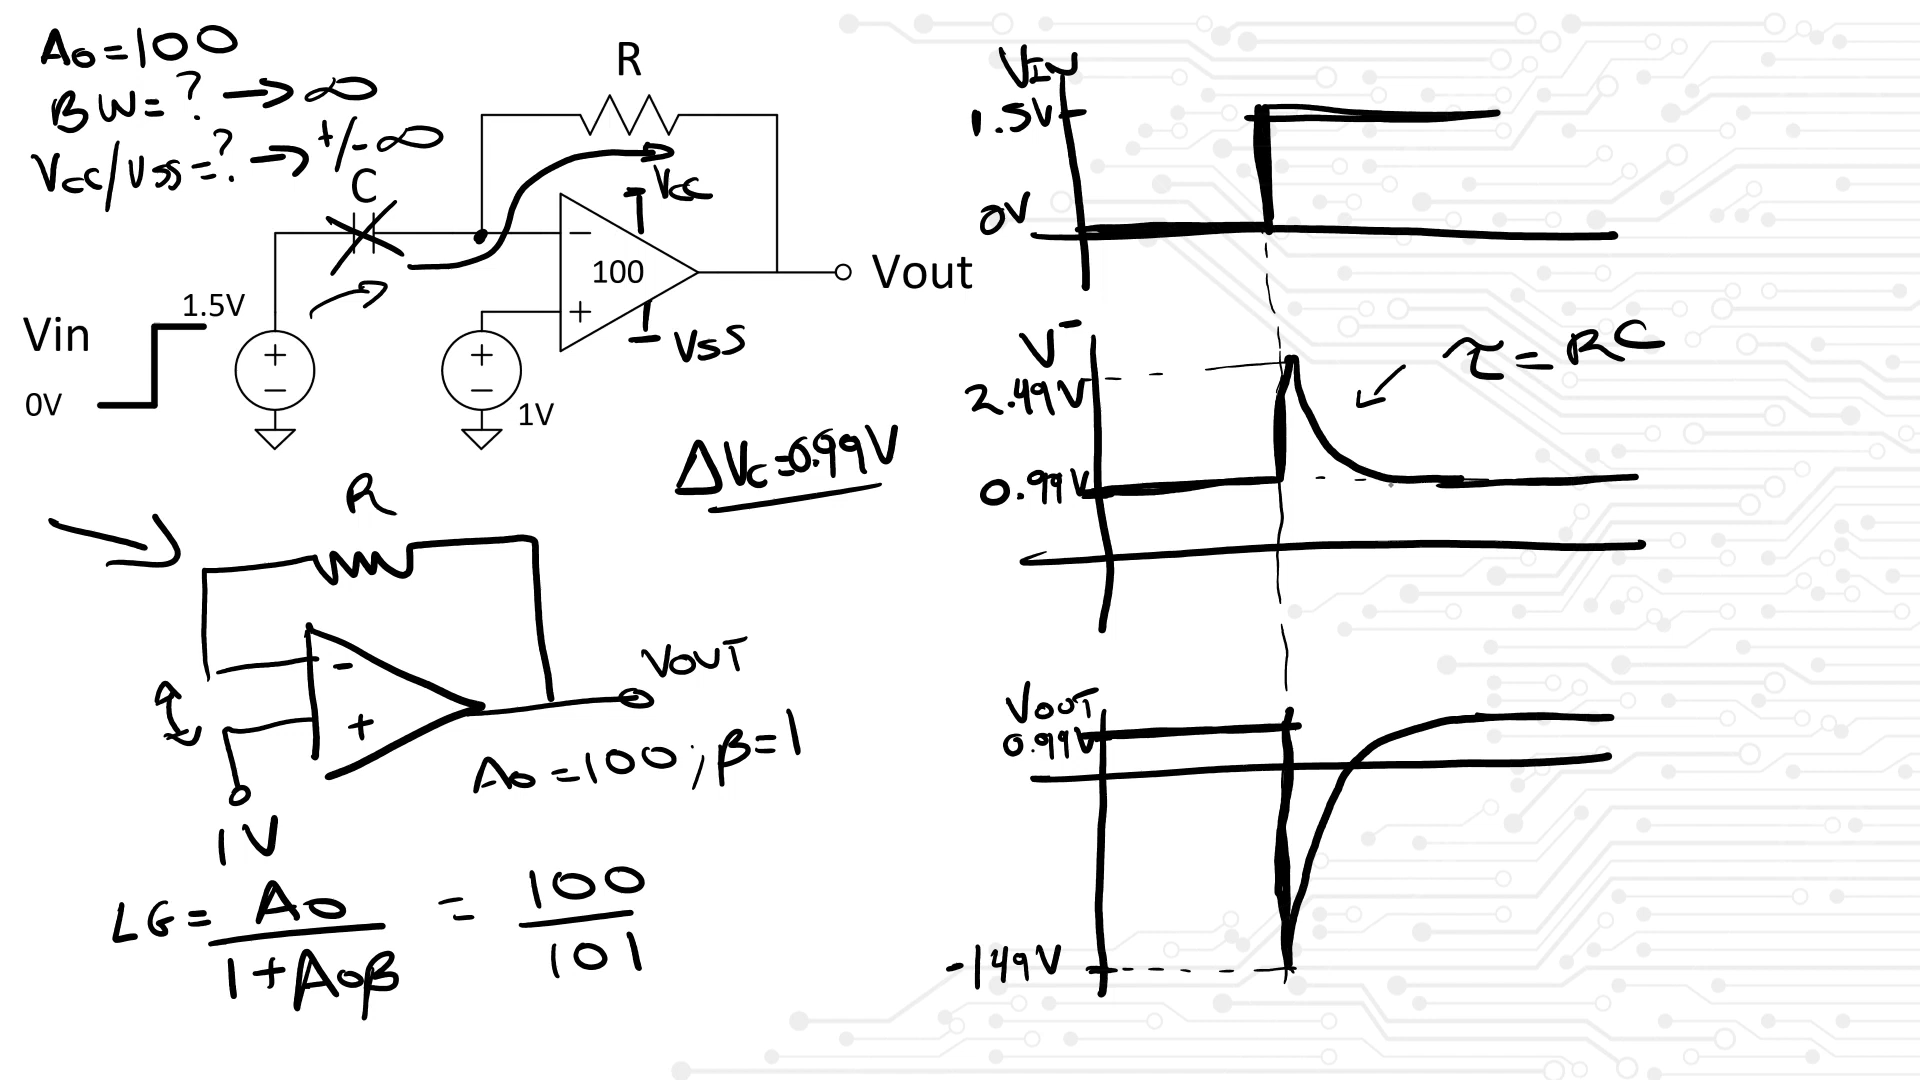 A₀=100
BW=? → ∞
Vcc/Vss=? → +/-∞
R
C
Vcc
−
100
+
Vss
Vout
Vin
1.5V
0V
+
−
+
−
1V
ΔVc=0.99V
R
-
+
VOUT
1V
A₀=100; β=1
LG= A₀ / 1+A₀β = 100 / 101
VIN
1.5V
0V
V⁻
2.49V
0.99V
τ=RC
VOUT
0.99V
-149V